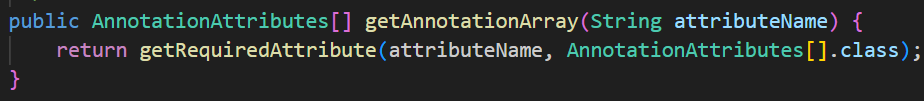 public AnnotationAttributes[] getAnnotationArray(String attributeName) {
    return getRequiredAttribute(attributeName, AnnotationAttributes[].class);
}